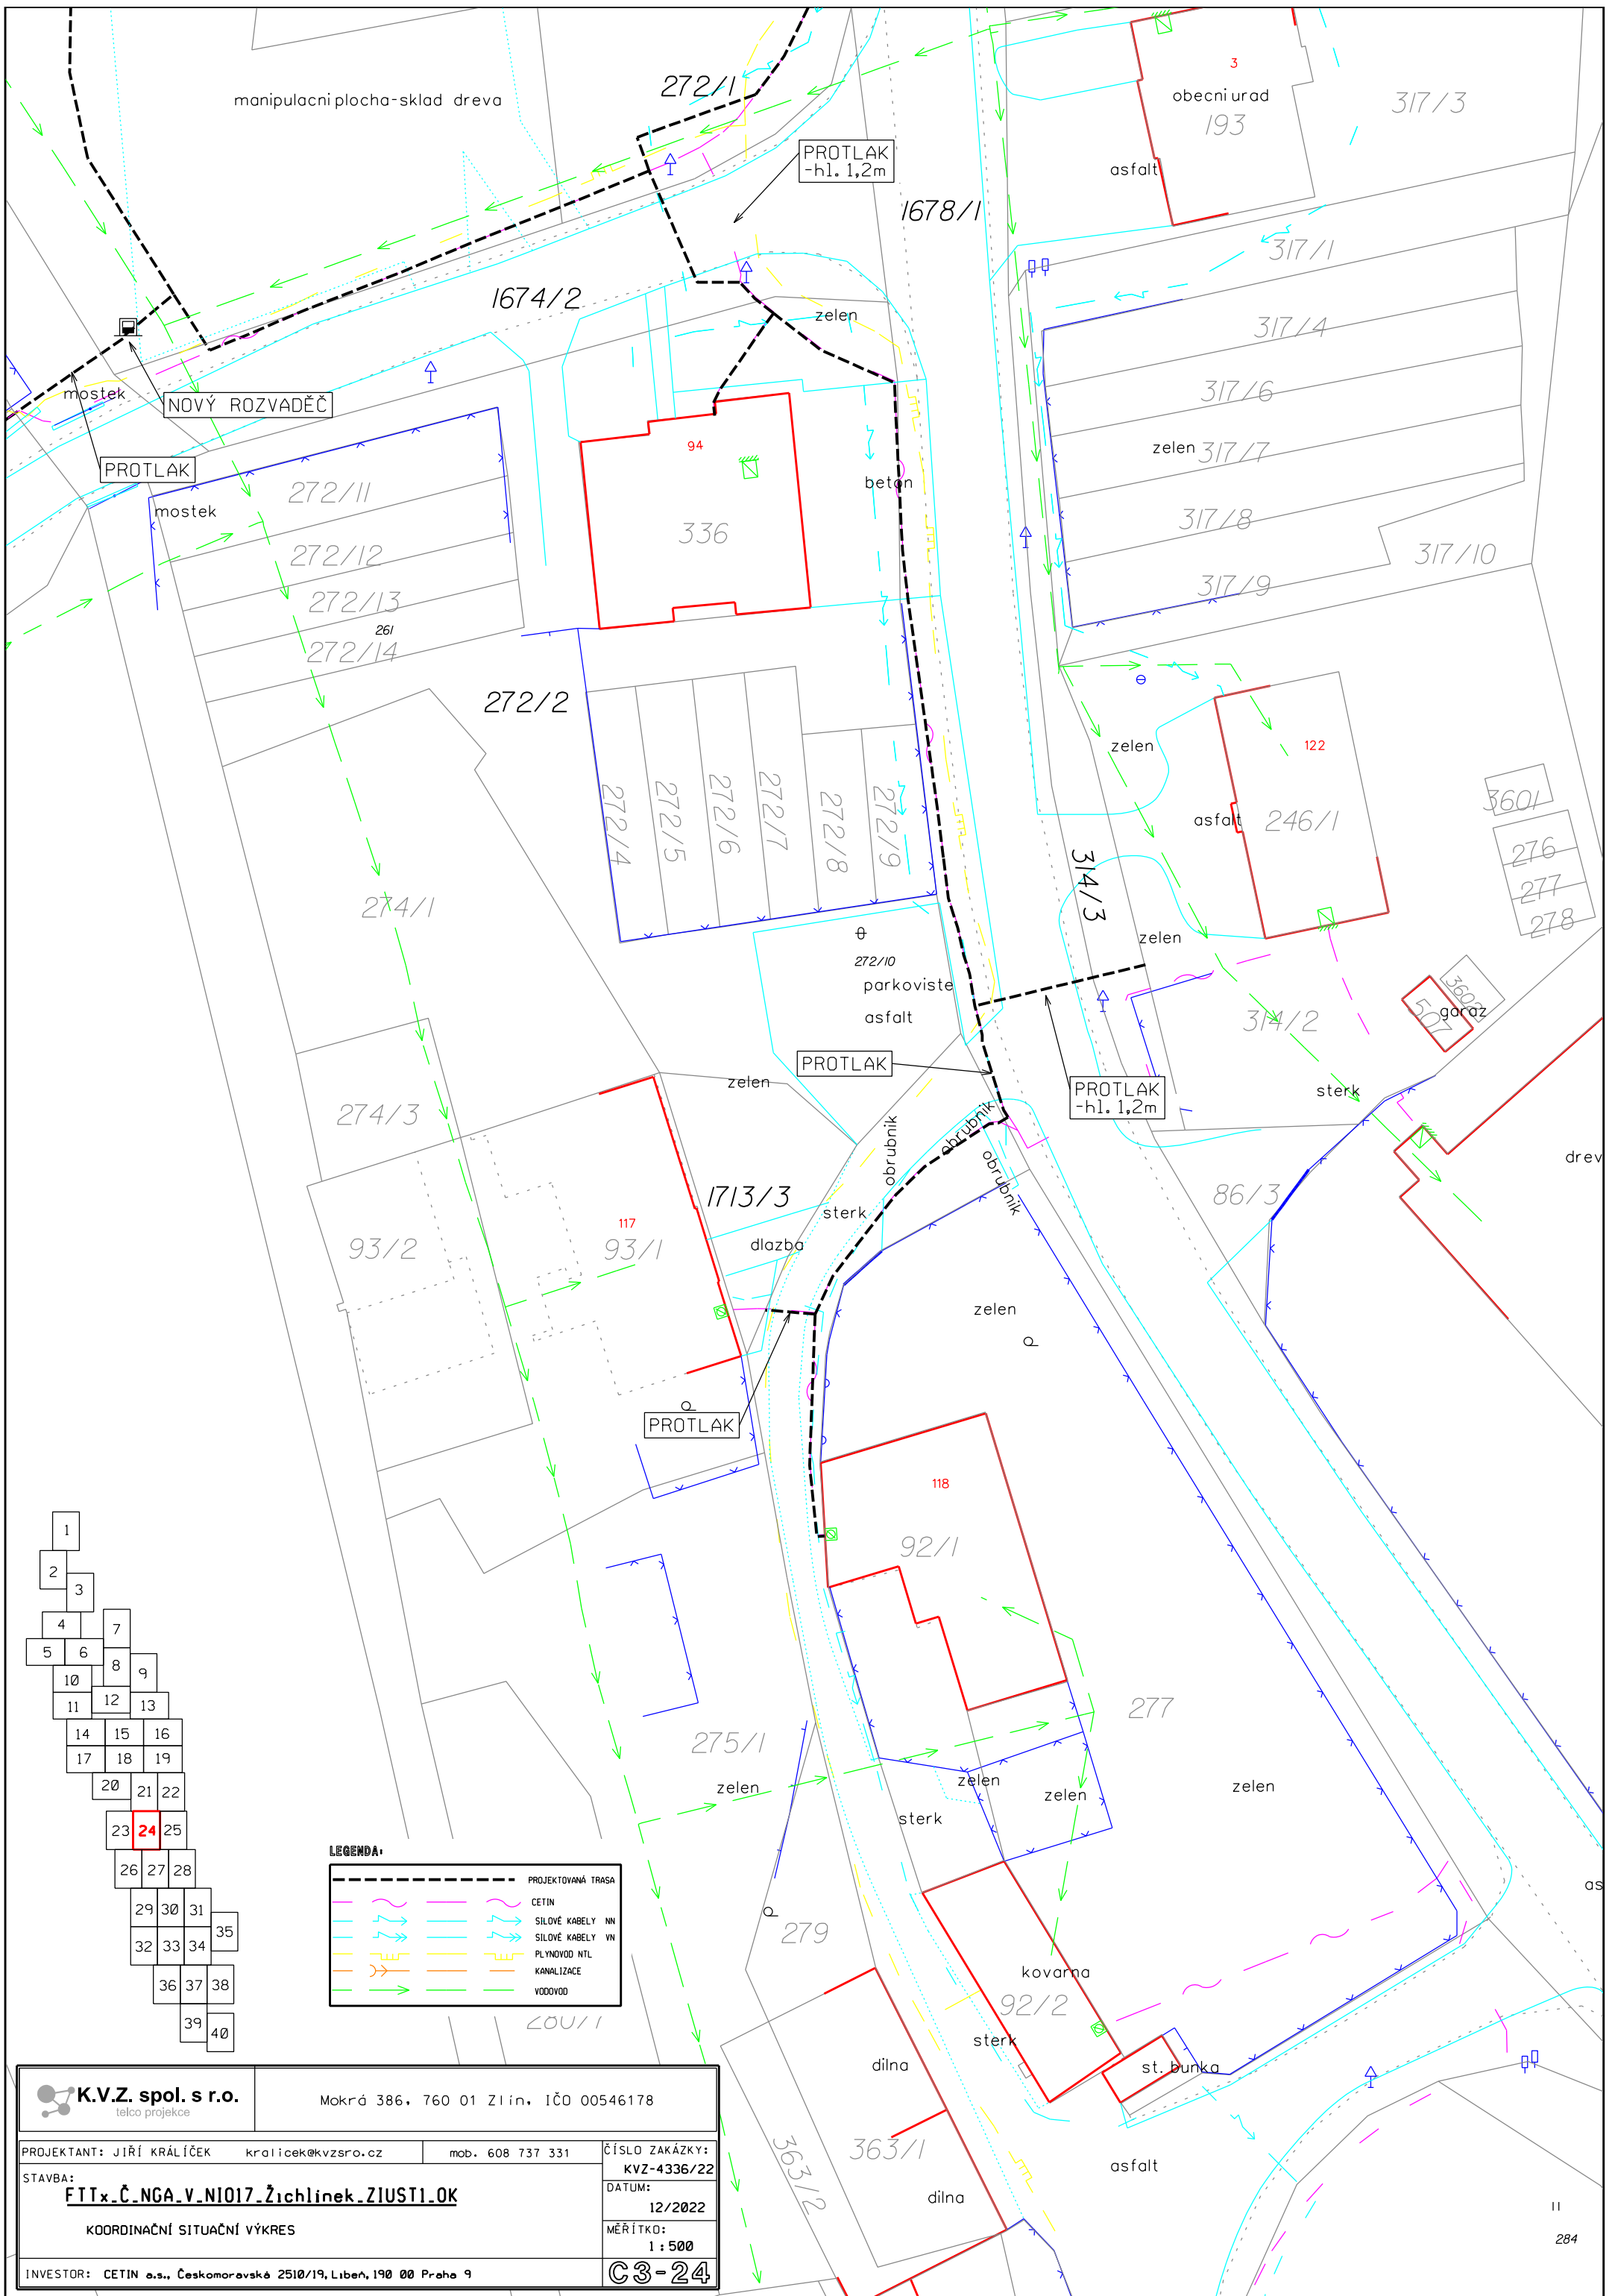 272/1
manipulacni plocha-sklad dreva
3
obecni urad
193
317/3
PROTLAK
-hl. 1,2m
asfalt
1678/1
317/1
1674/2
zelen
317/4
mostek
NOVÝ ROZVADĚČ
317/6
94
zelen
317/7
PROTLAK
272/11
beton
mostek
336
317/8
272/12
317/10
272/13
317/9
261
272/14
272/2
zelen
122
272/4
272/5
272/6
272/7
272/8
272/9
asfalt
246/1
3601
276
277
278
314/3
274/1
272/10
zelen
parkoviste
asfalt
314/2
3602
507
garaz
PROTLAK
zelen
PROTLAK
-hl. 1,2m
sterk
274/3
obrubnik
obrubnik
obrubnik
drev
86/3
1713/3
117
sterk
93/2
93/1
dlazba
zelen
PROTLAK
118
92/1
1
2
3
4
7
5
6
8
9
10
11
12
13
14
15
16
17
18
19
20
21
22
23
24
25
26
27
28
29
30
31
35
32
33
34
36
37
38
39
40
277
275/1
zelen
zelen
zelen
zelen
sterk
as
279
LEGENDA:
PROJEKTOVANÁ TRASA
CETIN
SILOVÉ KABELY NN
SILOVÉ KABELY VN
PLYNOVOD NTL
KANALIZACE
VODOVOD
280/1
kovarna
92/2
sterk
st. bunka
dilna
363/1
363/2
asfalt
dilna
11
284
K.V.Z. spol. s r.o.
telco projekce
Mokrá 386, 760 01 Zlín, IČO 00546178
PROJEKTANT: JIŘÍ KRÁLÍČEK kralicek@kvzsro.cz mob. 608 737 331
ČÍSLO ZAKÁZKY:
KVZ-4336/22
STAVBA:
FTTx_Č_NGA_V_NI017_Žichlínek_ZIUST1_OK
DATUM:
12/2022
KOORDINAČNÍ SITUAČNÍ VÝKRES
MĚŘÍTKO:
1:500
INVESTOR: CETIN a.s., Českomoravská 2510/19, Libeň, 190 00 Praha 9
C3-24